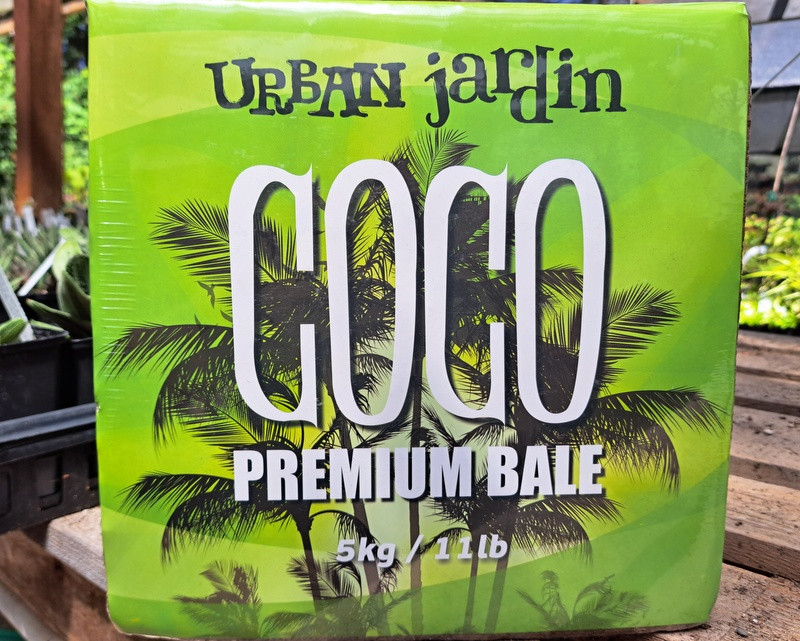 URBAN jardin
COCO
PREMIUM BALE
5kg / 11lb